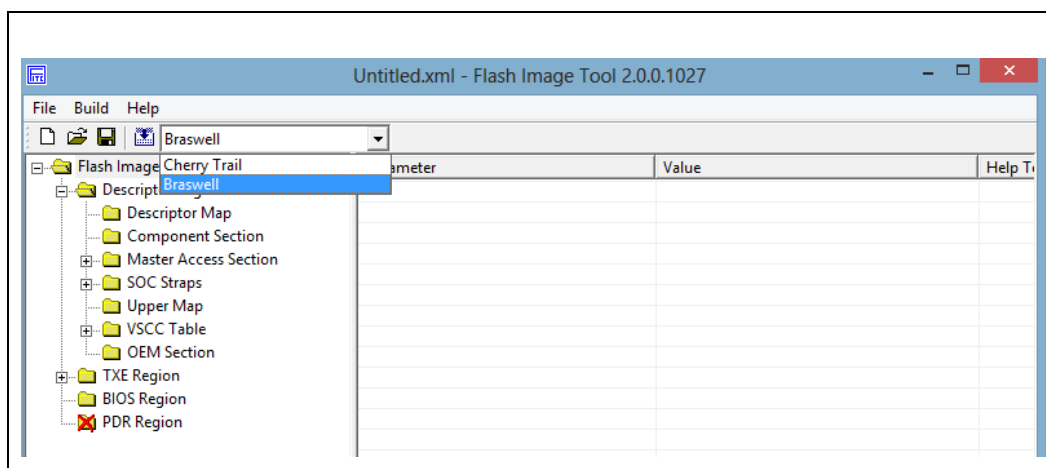 Untitled.xml - Flash Image Tool 2.0.0.1027
File Build Help
Braswell
Cherry Trail
Braswell
Flash Image
Descript
Descriptor Map
Component Section
Master Access Section
SOC Straps
Upper Map
VSCC Table
OEM Section
TXE Region
BIOS Region
PDR Region
ameter Value Help T